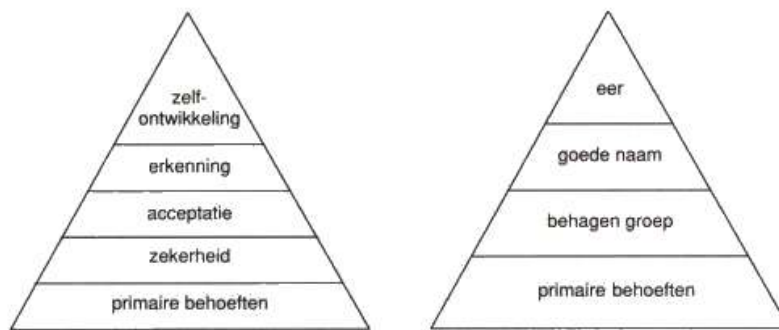 zelf-
ontwikkeling
erkenning
acceptatie
zekerheid
primaire behoeften
eer
goede naam
behagen groep
primaire behoeften